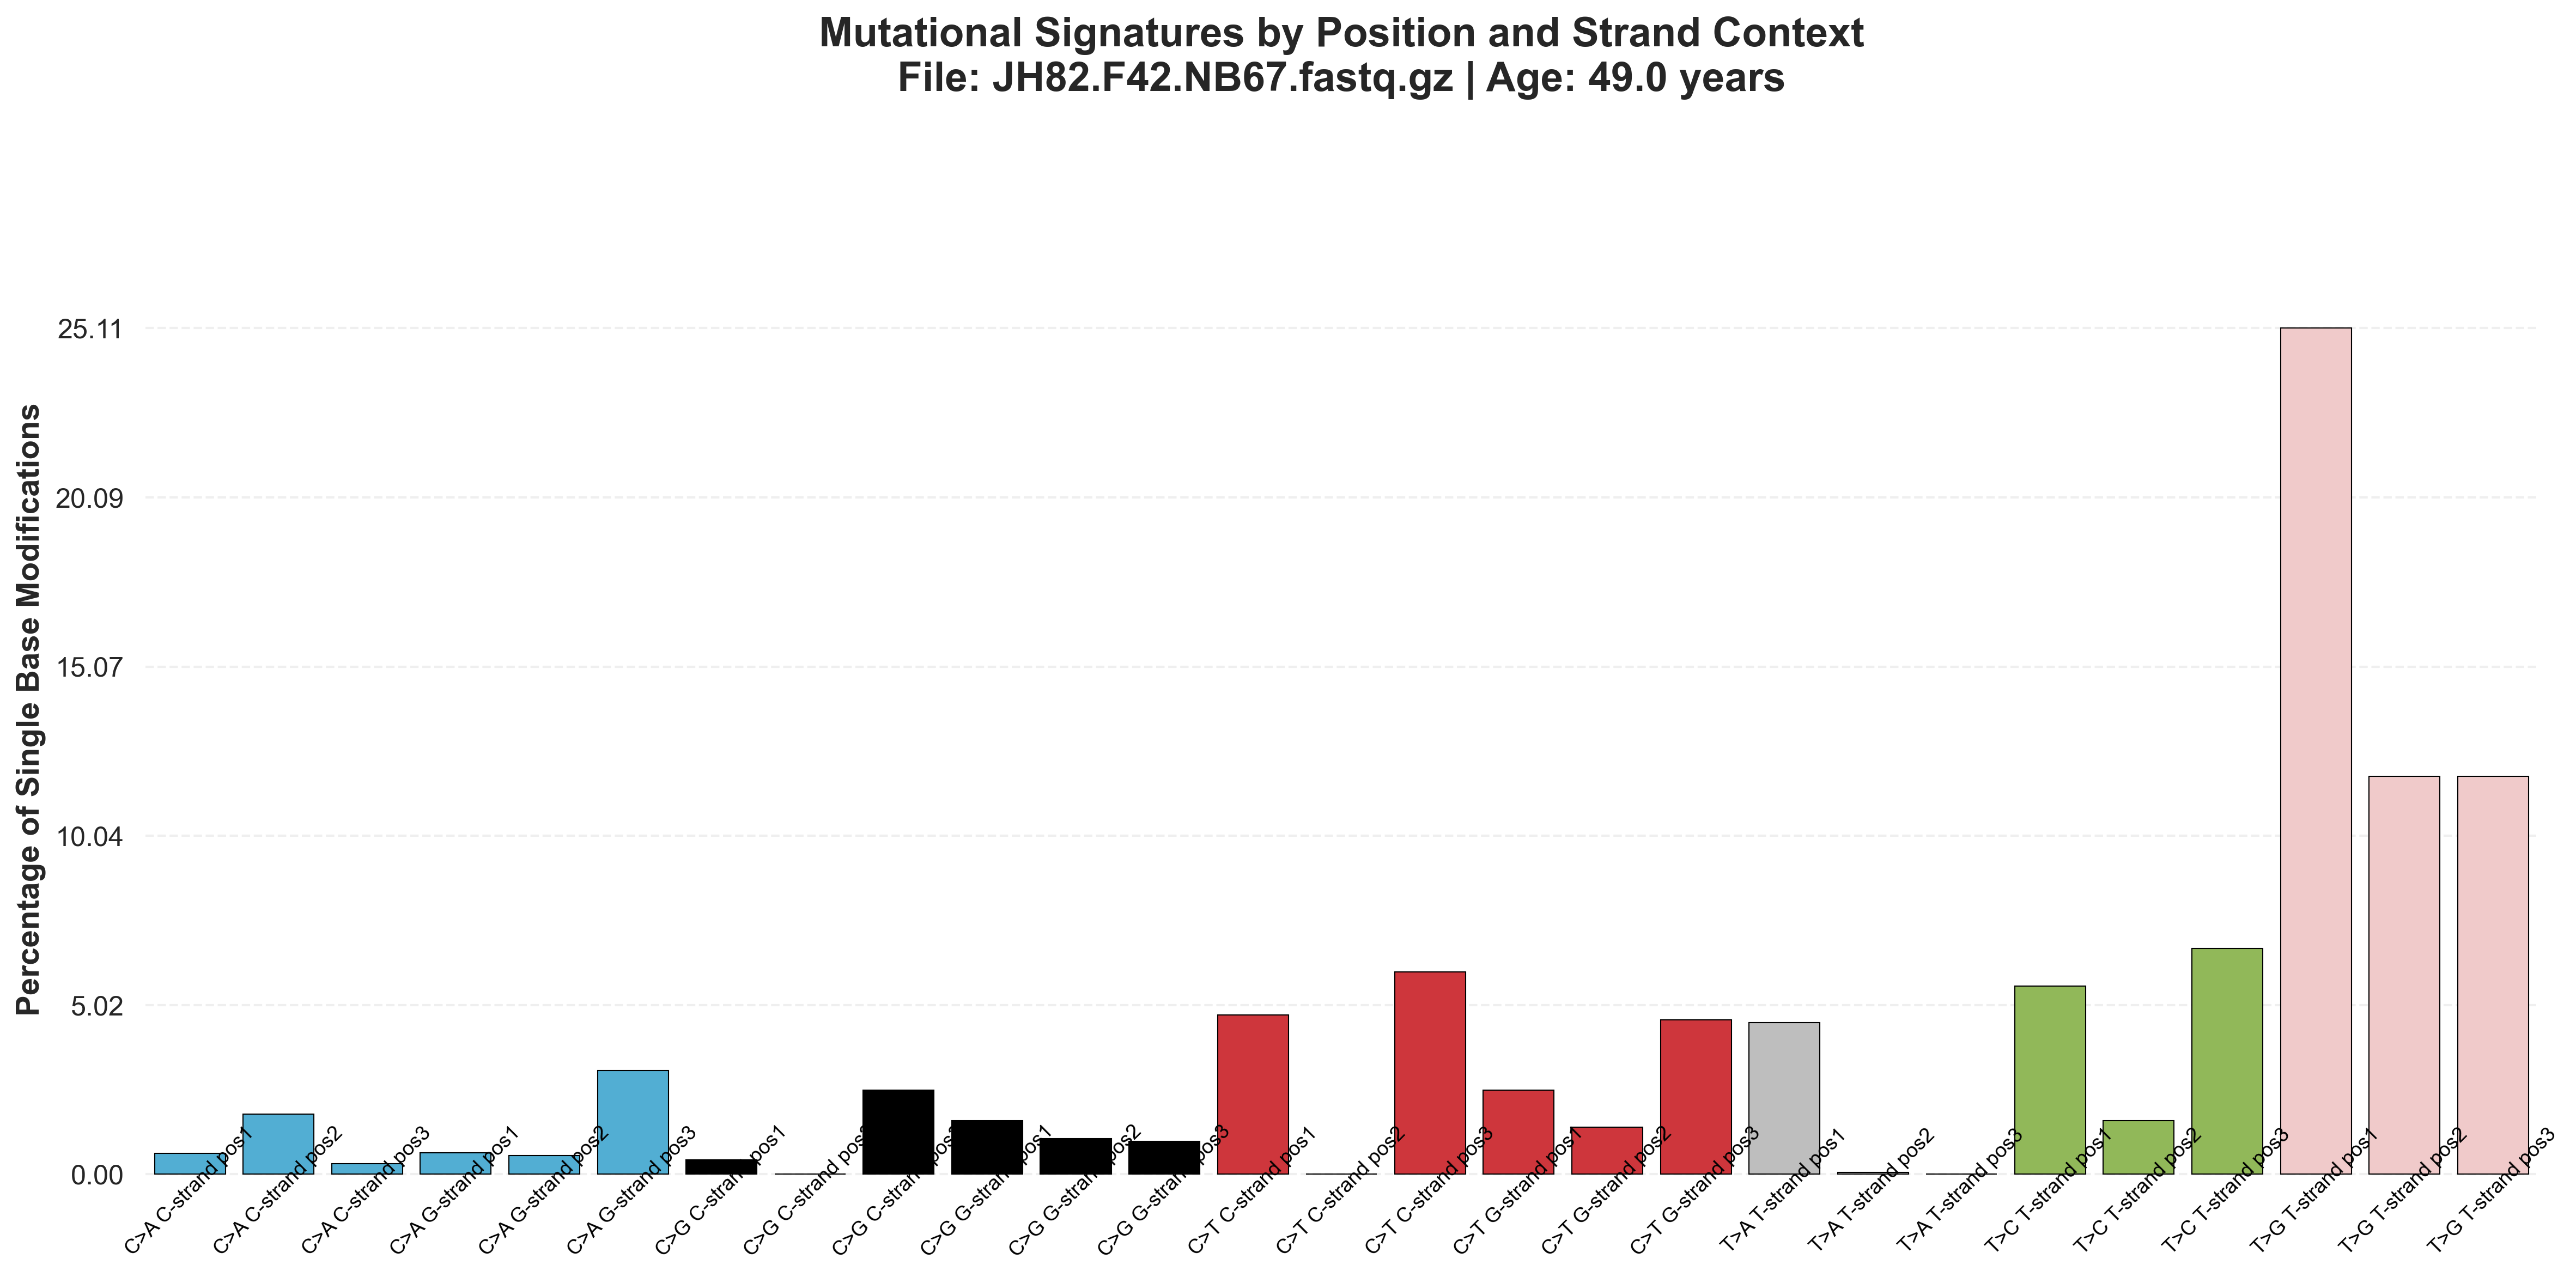 Mutational Signatures by Position and Strand Context
File: JH82.F42.NB67.fastq.gz | Age: 49.0 years
Percentage of Single Base Modifications
25.11
20.09
15.07
10.04
5.02
0.00
C>A C-strand pos1
C>A C-strand pos2
C>A C-strand pos3
C>A G-strand pos1
C>A G-strand pos2
C>A G-strand pos3
C>G C-strand pos1
C>G C-strand pos2
C>G C-strand pos3
C>G G-strand pos1
C>G G-strand pos2
C>G G-strand pos3
C>T C-strand pos1
C>T C-strand pos2
C>T C-strand pos3
C>T G-strand pos1
C>T G-strand pos2
C>T G-strand pos3
T>A T-strand pos1
T>A T-strand pos2
T>A T-strand pos3
T>C T-strand pos1
T>C T-strand pos2
T>C T-strand pos3
T>G T-strand pos1
T>G T-strand pos2
T>G T-strand pos3